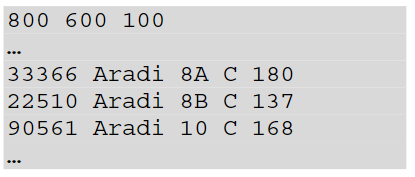 800 600 100
…
33366 Aradi 8A C 180
22510 Aradi 8B C 137
90561 Aradi 10 C 168
…